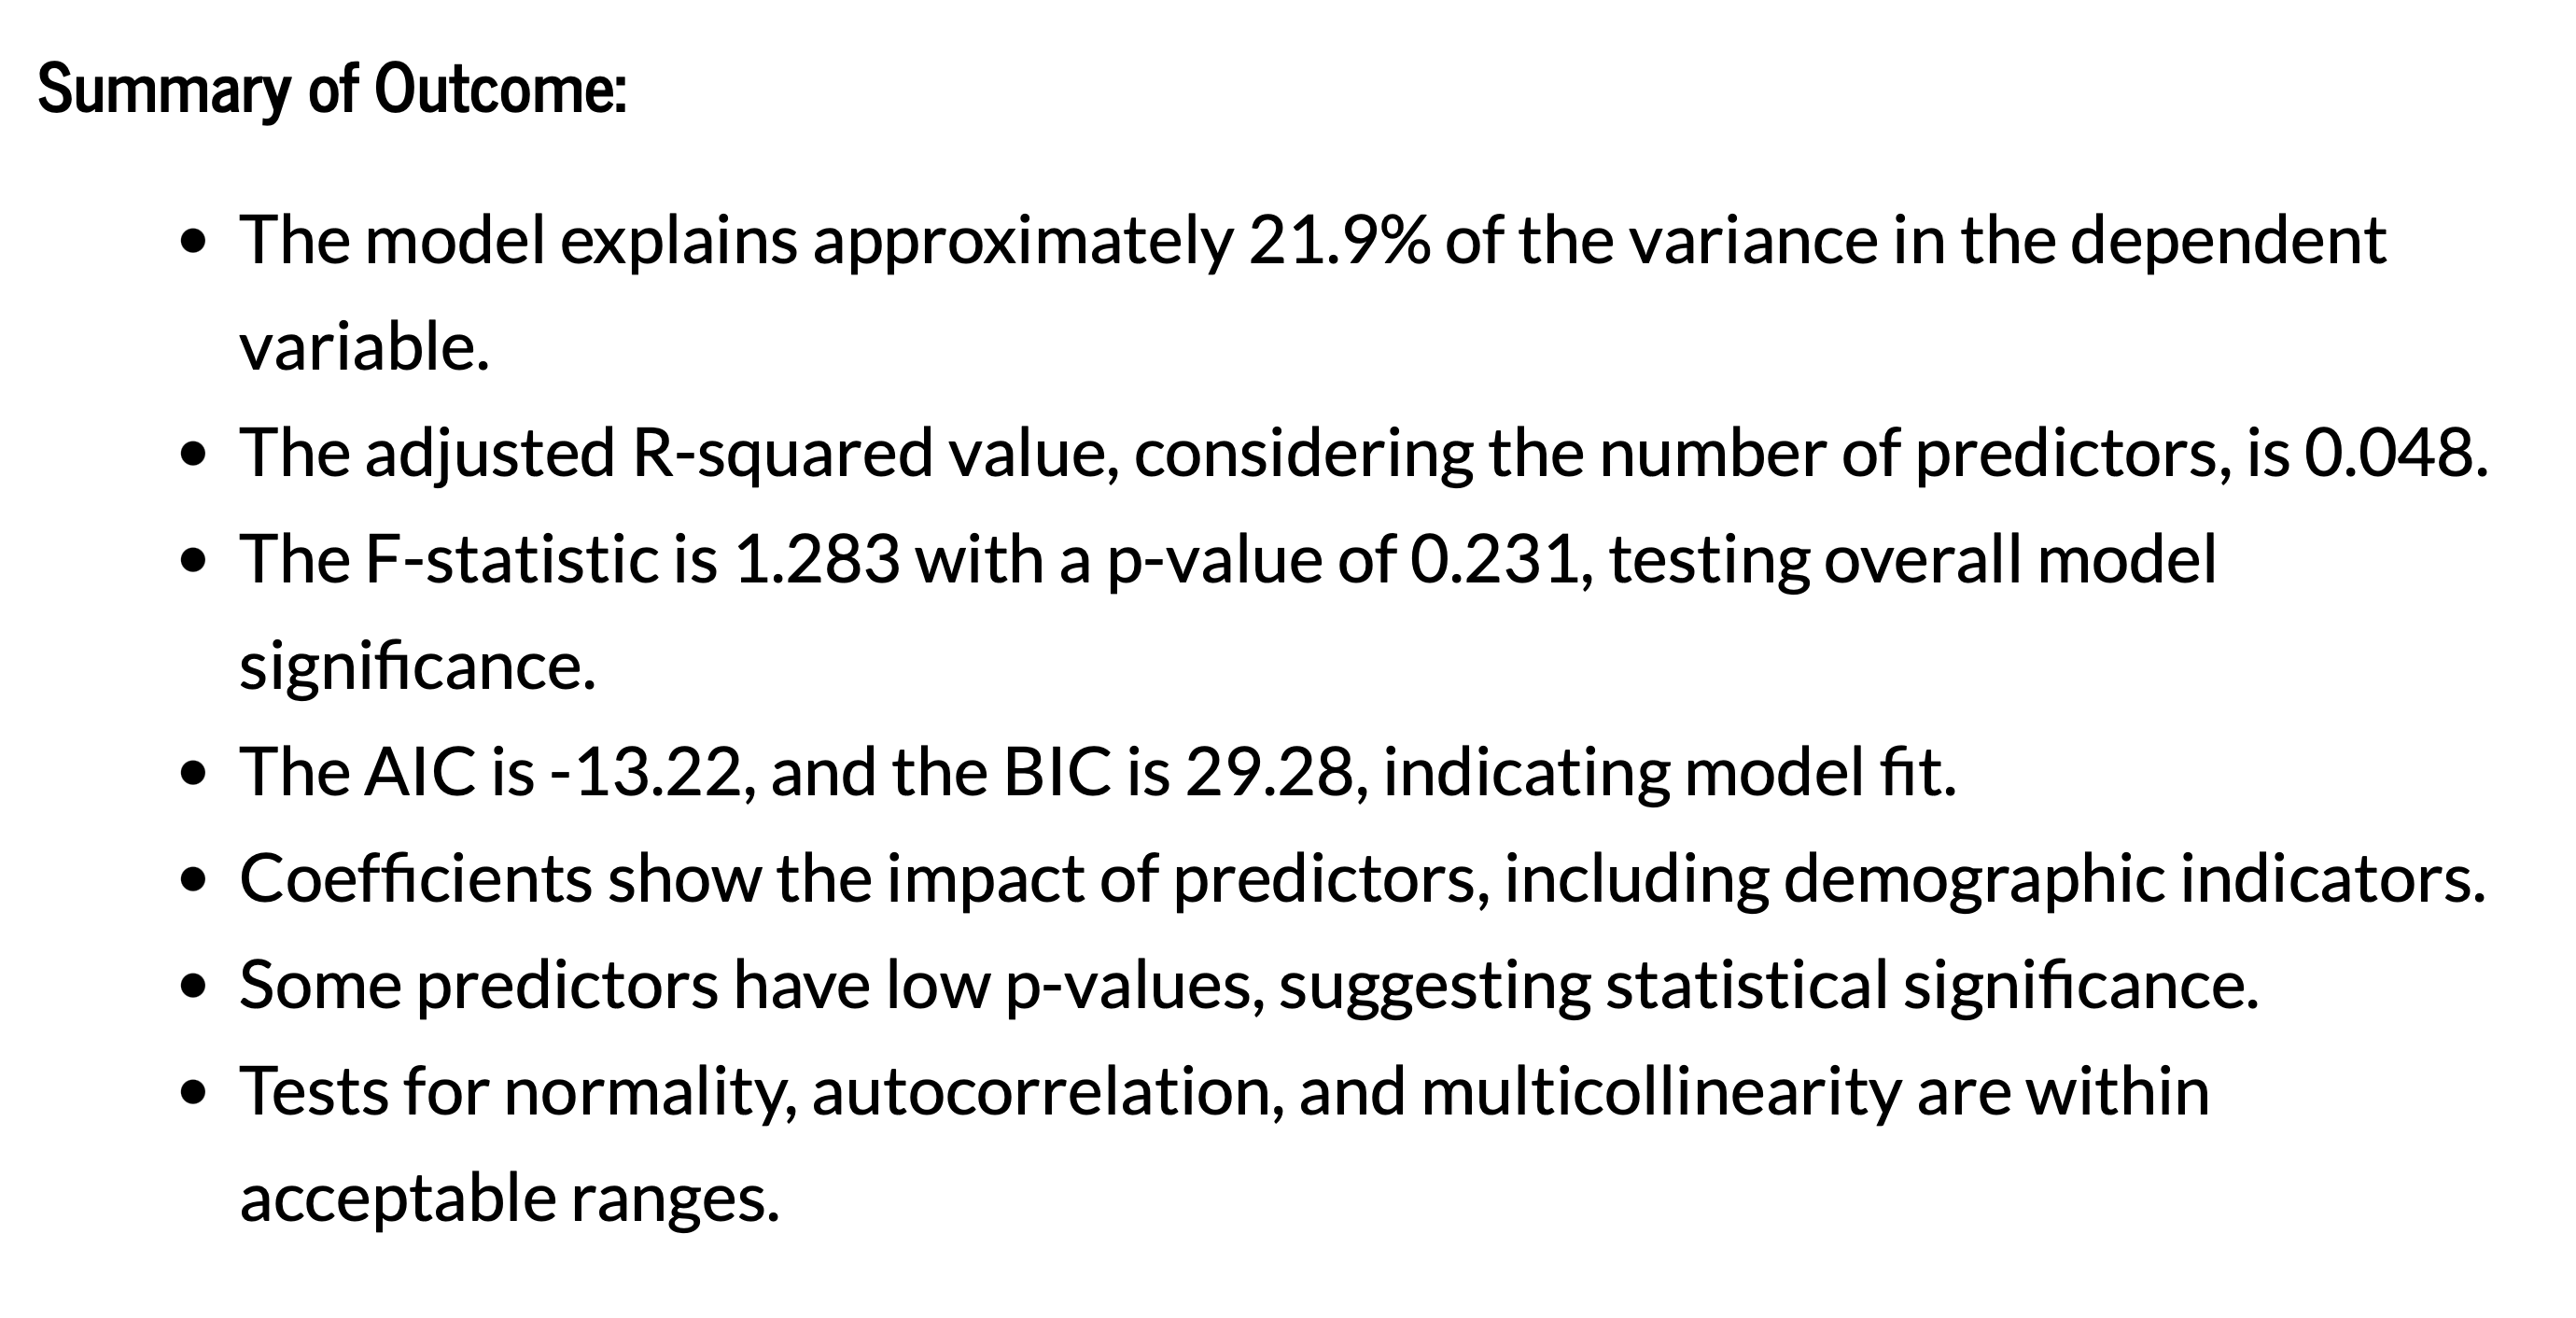 Summary of Outcome:
• The model explains approximately 21.9% of the variance in the dependent
variable.
• The adjusted R-squared value, considering the number of predictors, is 0.048.
• The F-statistic is 1.283 with a p-value of 0.231, testing overall model
significance.
• The AIC is -13.22, and the BIC is 29.28, indicating model fit.
• Coefficients show the impact of predictors, including demographic indicators.
• Some predictors have low p-values, suggesting statistical significance.
• Tests for normality, autocorrelation, and multicollinearity are within
acceptable ranges.